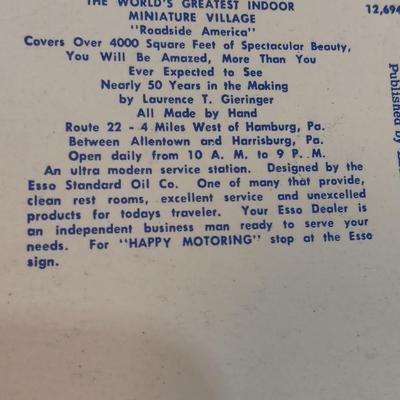 THE WORLD'S GREATEST INDOOR
MINIATURE VILLAGE
"Roadside America"
Covers Over 4000 Square Feet of Spectacular Beauty,
You Will Be Amazed, More Than You
Ever Expected to See
Nearly 50 Years in the Making
by Laurence T. Gieringer
All Made by Hand
Route 22 - 4 Miles West of Hamburg, Pa.
Between Allentown and Harrisburg, Pa.
Open daily from 10 A. M. to 9 P. M.
An ultra modern service station. Designed by the
Esso Standard Oil Co. One of many that provide,
clean rest rooms, excellent service and unexcelled
products for todays traveler. Your Esso Dealer is
an independent business man ready to serve your
needs. For "HAPPY MOTORING" stop at the Esso
sign.
12,694
Published by